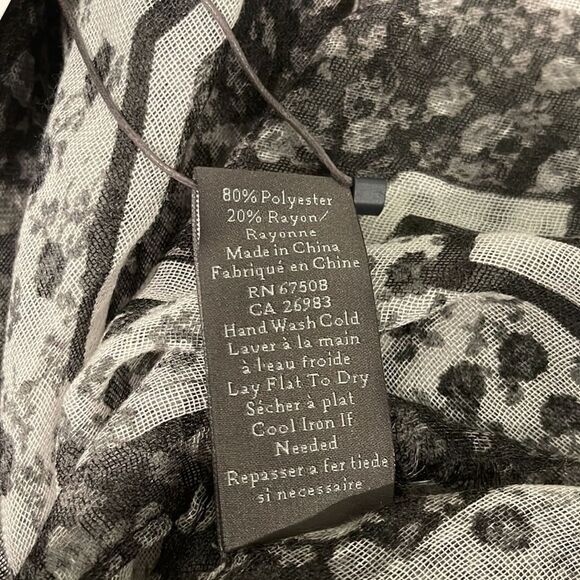 80% Polyester
20% Rayon/
Rayonne
Made in China
Fabriqué en Chine
RN 67508
CA 26983
Hand Wash Cold
Laver à la main
à l'eau froide
Lay Flat To Dry
Sécher à plat
Cool Iron If
Needed
Repasser a fer tiede
si necessaire